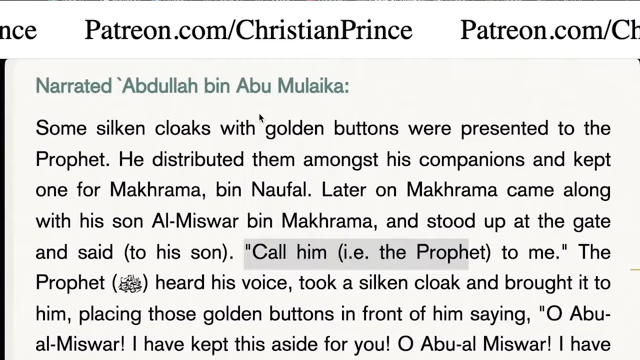 nce Patreon.com/ChristianPrince Patreon.com/Ch
Narrated `Abdullah bin Abu Mulaika:
Some silken cloaks with golden buttons were presented to the
Prophet. He distributed them amongst his companions and kept
one for Makhrama, bin Naufal. Later on Makhrama came along
with his son Al-Miswar bin Makhrama, and stood up at the gate
and said (to his son). "Call him (i.e. the Prophet) to me." The
Prophet (ﷺ) heard his voice, took a silken cloak and brought it to
him, placing those golden buttons in front of him saying, "O Abu-
al-Miswar! I have kept this aside for you! O Abu-al Miswar! I have